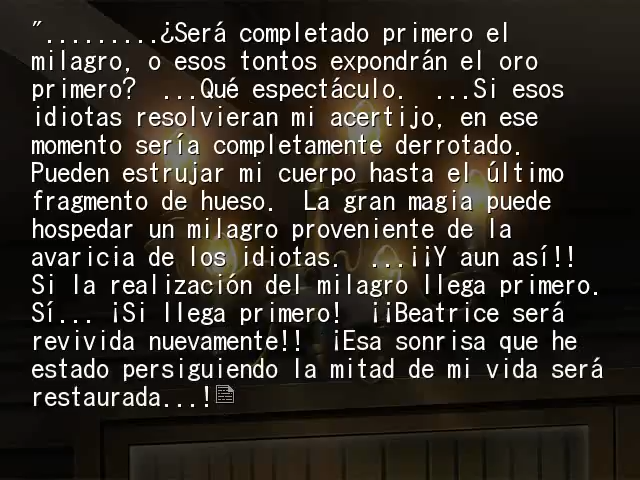 ".........¿Será completado primero el
milagro, o esos tontos expondrán el oro
primero?  ...Qué espectáculo.  ...Si esos
idiotas resolvieran mi acertijo, en ese
momento sería completamente derrotado.
Pueden estrujar mi cuerpo hasta el último
fragmento de hueso.  La gran magia puede
hospedar un milagro proveniente de la
avaricia de los idiotas.  ...¡¡Y aun así!!
Si la realización del milagro llega primero.
Sí... ¡Si llega primero!  ¡¡Beatrice será
revivida nuevamente!!  ¡Esa sonrisa que he
estado persiguiendo la mitad de mi vida será
restaurada...!